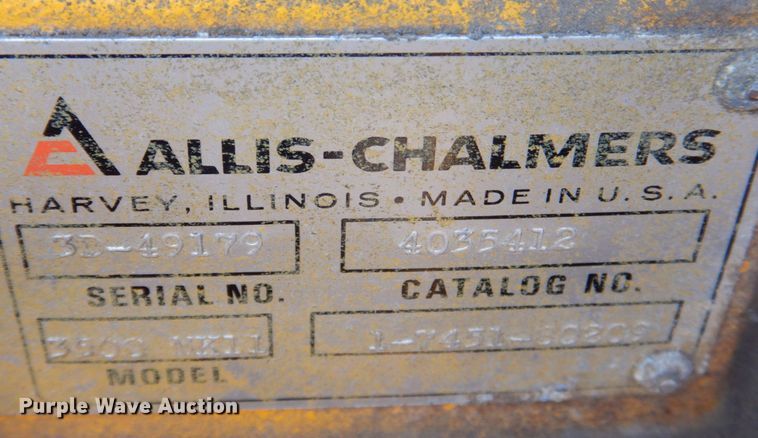 ALLIS-CHALMERS
HARVEY, ILLINOIS • MADE IN U.S.A.
3D-49179 4035412
SERIAL NO. CATALOG NO.
MODEL
Purple Wave Auction